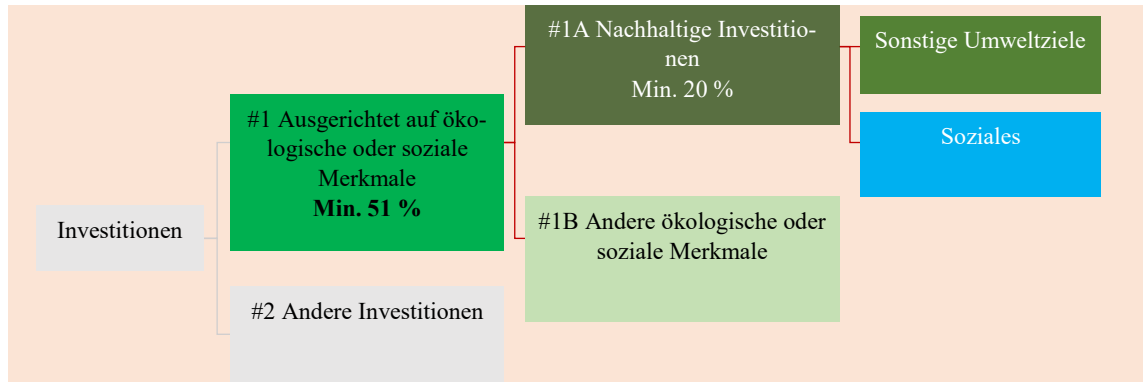 Investitionen
#1 Ausgerichtet auf öko-
logische oder soziale
Merkmale
Min. 51 %
#2 Andere Investitionen
#1A Nachhaltige Investitio-
nen
Min. 20 %
#1B Andere ökologische oder
soziale Merkmale
Sonstige Umweltziele
Soziales